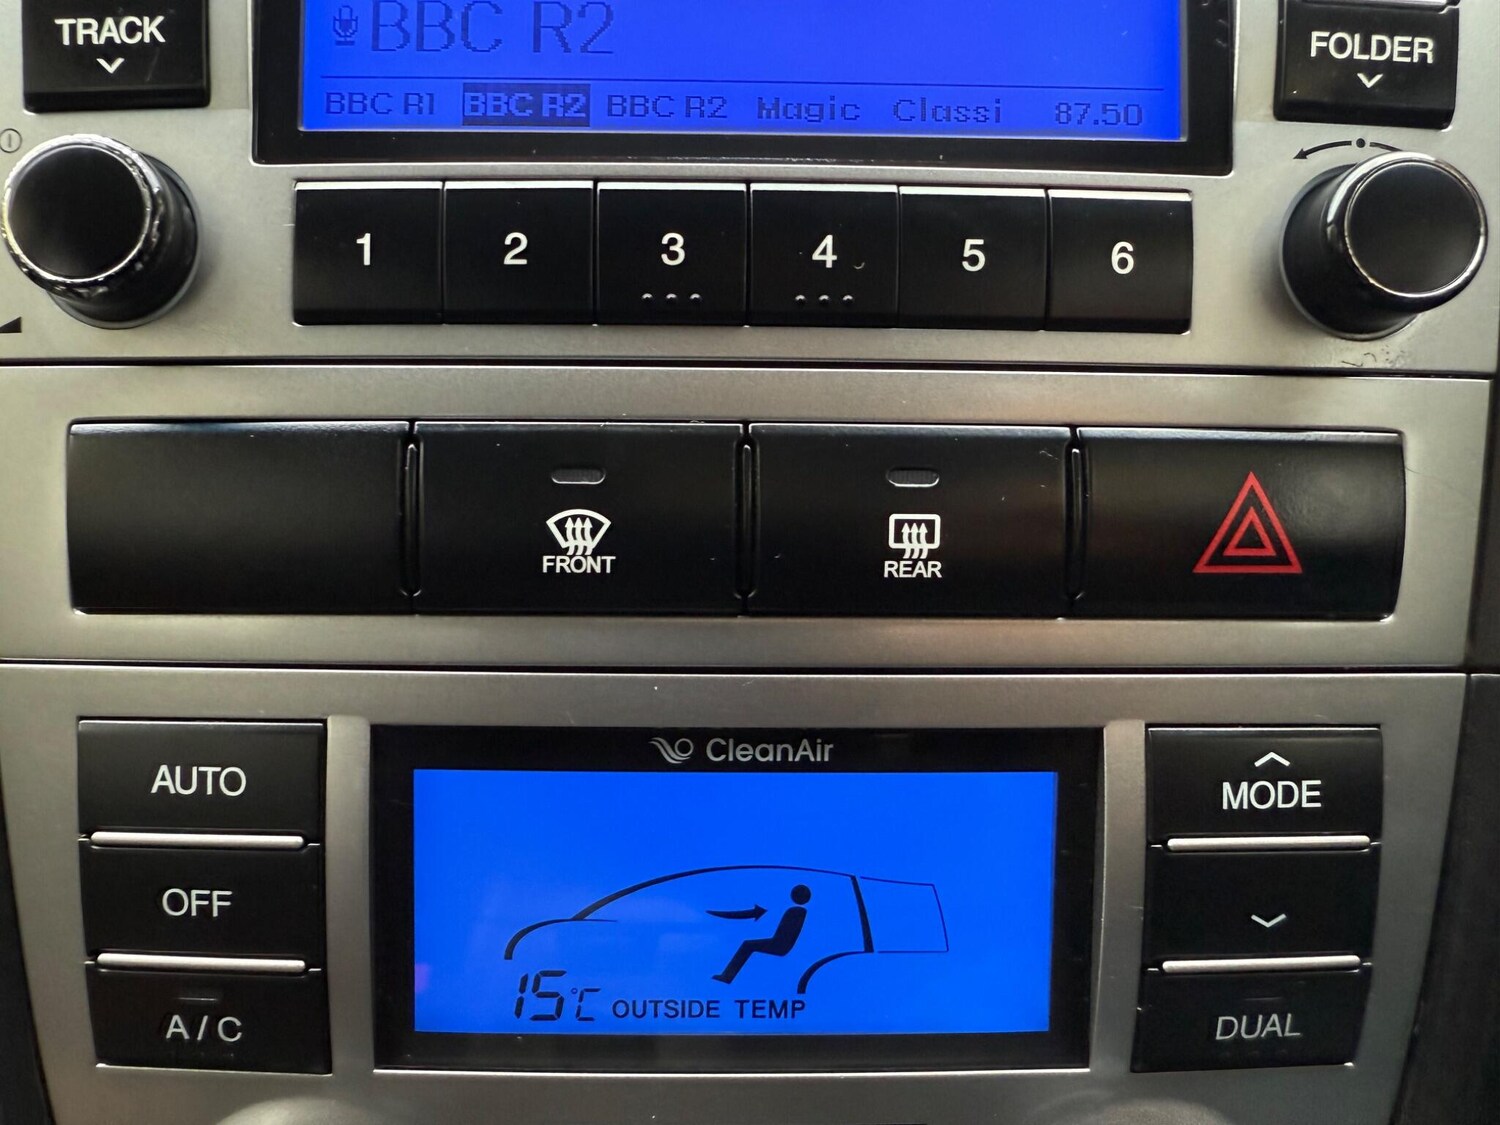 TRACK
BBC R2
FOLDER
BBC R1 BBC R2 BBC R2 Magic Classi 87.50
1 2 3 4 5 6
FRONT
REAR
CleanAir
AUTO
MODE
OFF
15°C OUTSIDE TEMP
A/C
DUAL